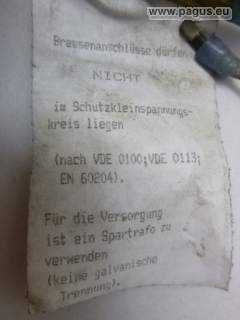 www.pagus.eu
Bremsenanschlüsse dürfen
NICHT
im Schutzkleinspannungs-
kreis liegen
(nach VDE 0100;VDE 0113;
EN 60204).
Für die Versorgung
ist ein Spartrafo zu
verwenden
(keine galvanische
Trennung).